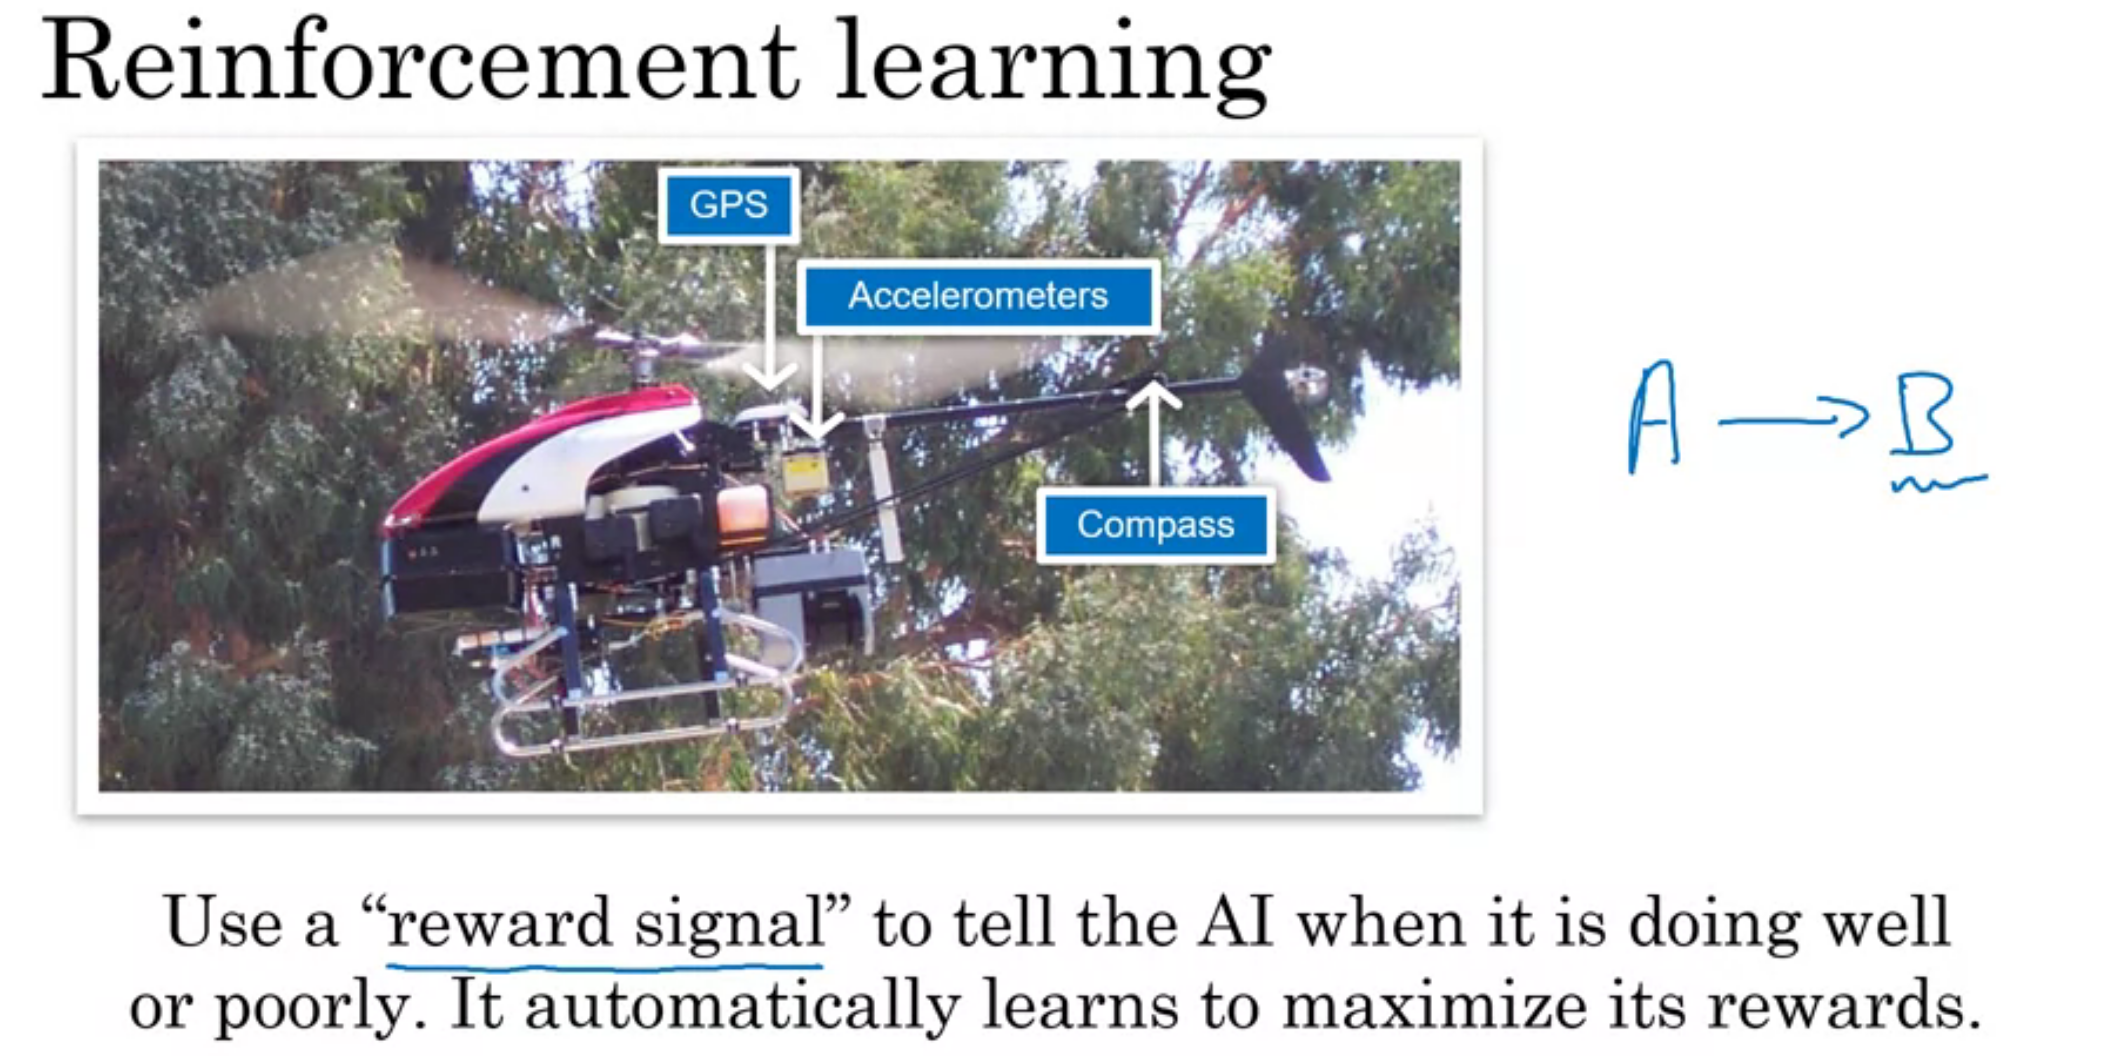 Reinforcement learning
GPS
Accelerometers
Compass
A → B
Use a “reward signal” to tell the AI when it is doing well
or poorly. It automatically learns to maximize its rewards.